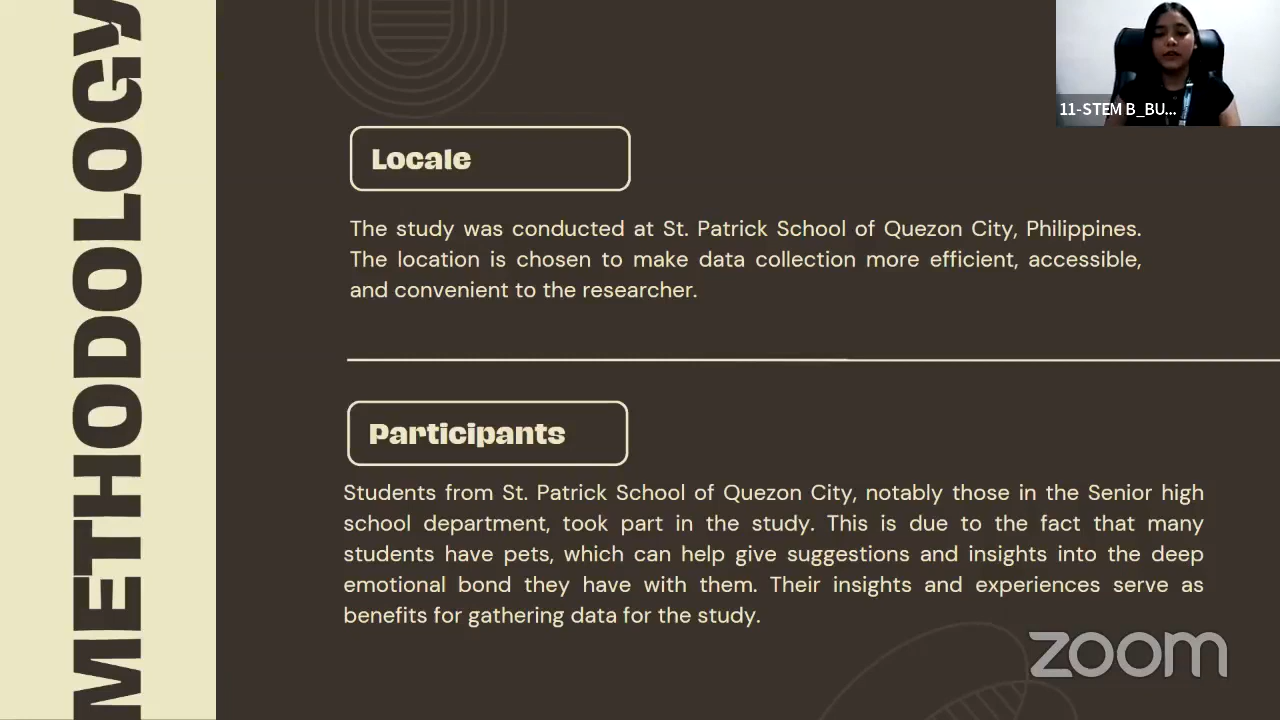 METHODOLOGY
11-STEM B_BU...
Locale
The study was conducted at St. Patrick School of Quezon City, Philippines.
The location is chosen to make data collection more efficient, accessible,
and convenient to the researcher.
Participants
Students from St. Patrick School of Quezon City, notably those in the Senior high
school department, took part in the study. This is due to the fact that many
students have pets, which can help give suggestions and insights into the deep
emotional bond they have with them. Their insights and experiences serve as
benefits for gathering data for the study.
zoom